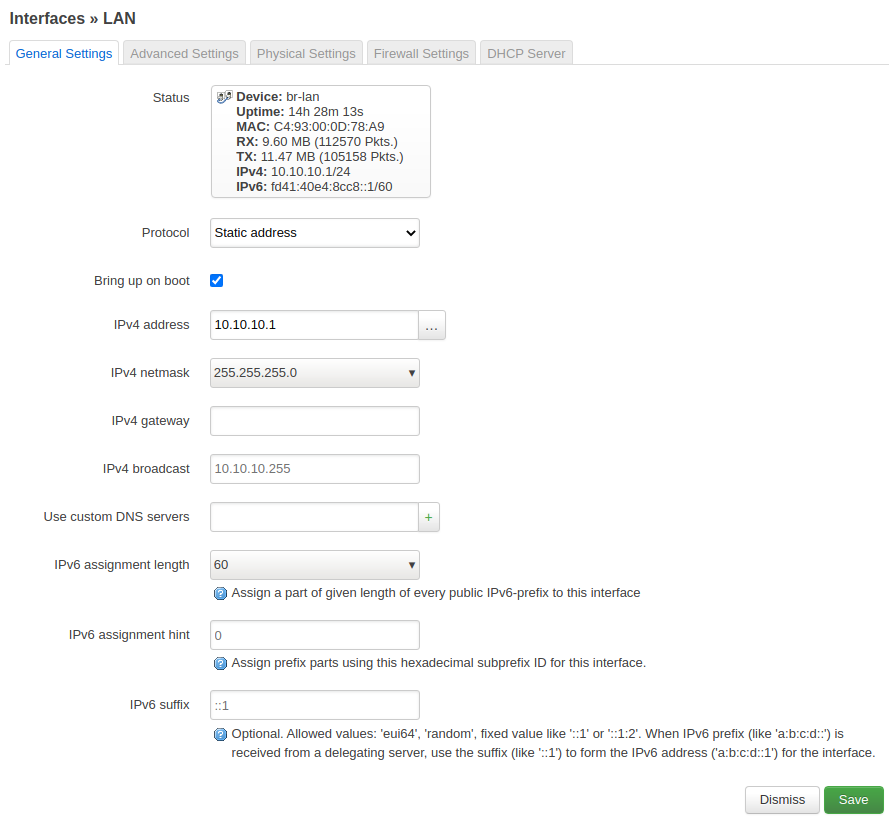 Interfaces » LAN
General Settings Advanced Settings Physical Settings Firewall Settings DHCP Server
Status
Device: br-lan
Uptime: 14h 28m 13s
MAC: C4:93:00:0D:78:A9
RX: 9.60 MB (112570 Pkts.)
TX: 11.47 MB (105158 Pkts.)
IPv4: 10.10.10.1/24
IPv6: fd41:40e4:8cc8::1/60
Protocol Static address
Bring up on boot
IPv4 address 10.10.10.1 ...
IPv4 netmask 255.255.255.0
IPv4 gateway
IPv4 broadcast 10.10.10.255
Use custom DNS servers +
IPv6 assignment length 60
Assign a part of given length of every public IPv6-prefix to this interface
IPv6 assignment hint 0
Assign prefix parts using this hexadecimal subprefix ID for this interface.
IPv6 suffix ::1
Optional. Allowed values: 'eui64', 'random', fixed value like '::1' or '::1:2'. When IPv6 prefix (like 'a:b:c:d::') is
received from a delegating server, use the suffix (like '::1') to form the IPv6 address ('a:b:c:d::1') for the interface.
Dismiss Save